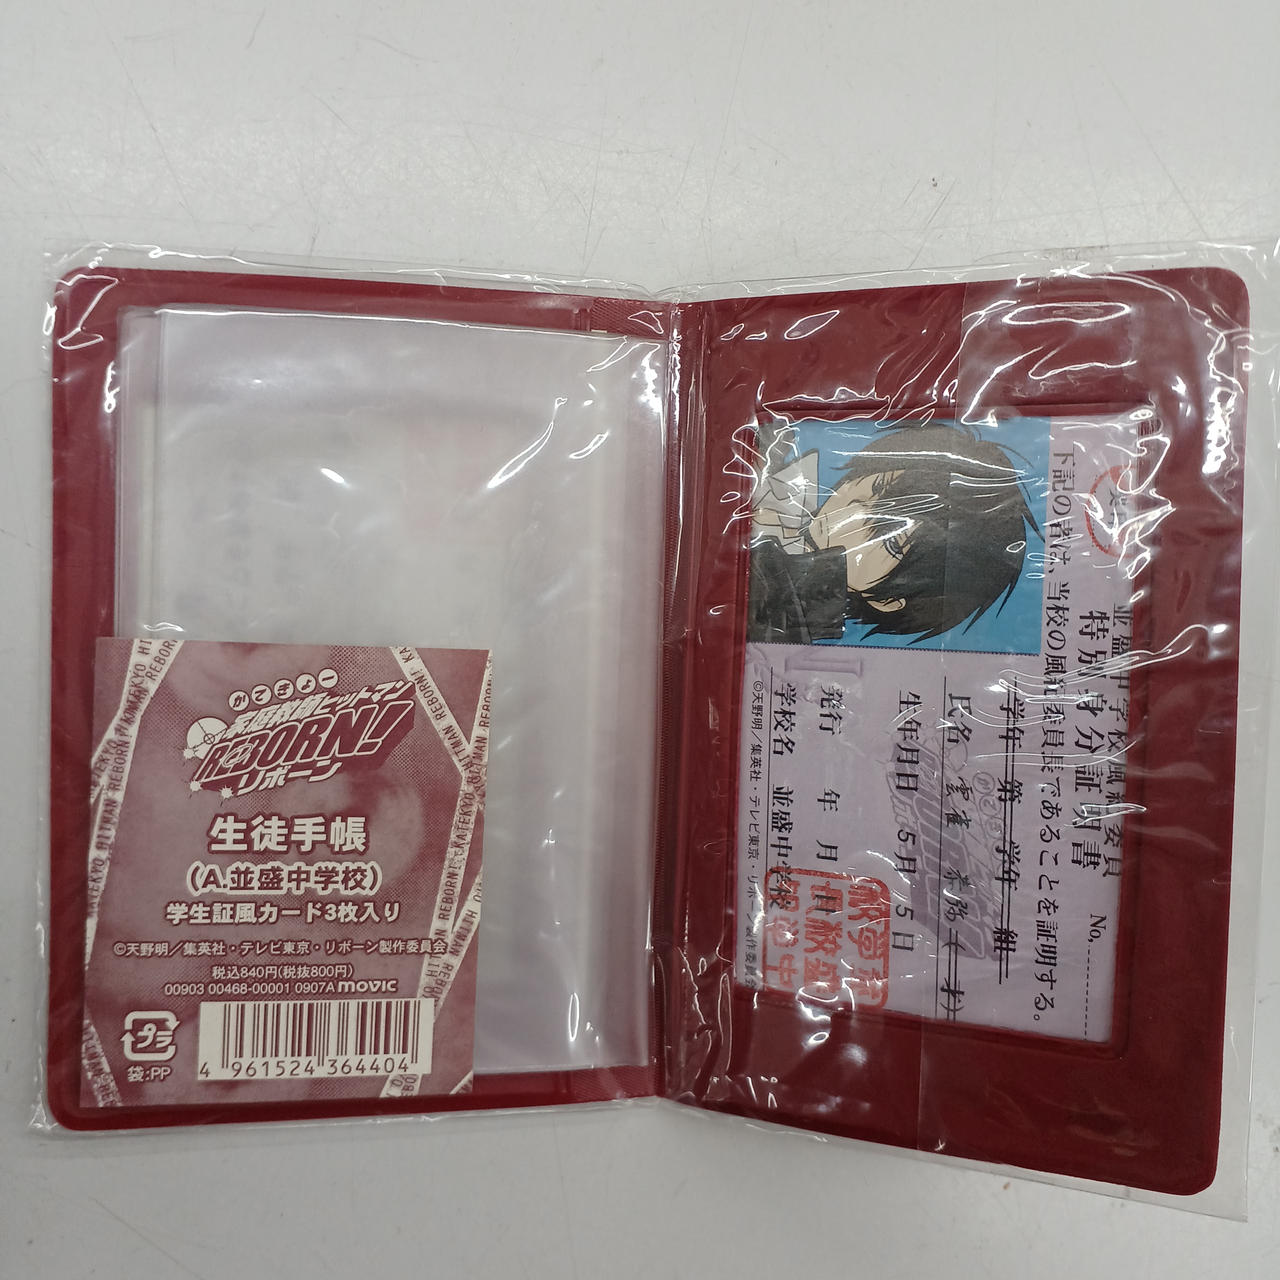 かてきょー
家庭教師ヒットマン
REBORN!
リボーン
生徒手帳
(A.並盛中学校)
学生証風カード3枚入り
©天野明／集英社・テレビ東京・リボーン製作委員会
税込840円(税抜800円)
00903 00468-00001 0907A movic
プラ
袋:PP
4 961524 364404
並盛中学校風紀委員
特別身分証明書
No.
下記の者は、当校の風紀委員長であることを証明する。
学年 第 学年 組
氏名 雲雀 恭弥
生年月日 5月 5日
発行 年 月 日
学校名 並盛中学校
©天野明／集英社・テレビ東京・リボーン製作委員会